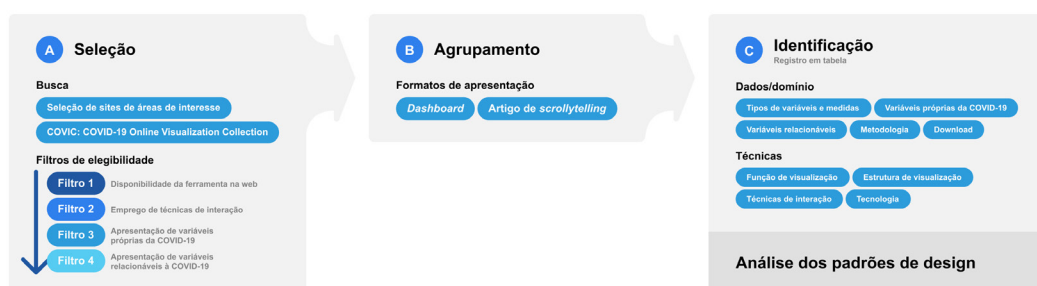 A Seleção
Busca
Seleção de sites de áreas de interesse
COVIC: COVID-19 Online Visualization Collection
Filtros de elegibilidade
Filtro 1 Disponibilidade da ferramenta na web
Filtro 2 Emprego de técnicas de interação
Filtro 3 Apresentação de variáveis
próprias da COVID-19
Filtro 4 Apresentação de variáveis
relacionáveis à COVID-19
B Agrupamento
Formatos de apresentação
Dashboard Artigo de scrollytelling
C Identificação
Registro em tabela
Dados/domínio
Tipos de variáveis e medidas Variáveis próprias da COVID-19
Variáveis relacionáveis Metodologia Download
Técnicas
Função de visualização Estrutura de visualização
Técnicas de interação Tecnologia
Análise dos padrões de design